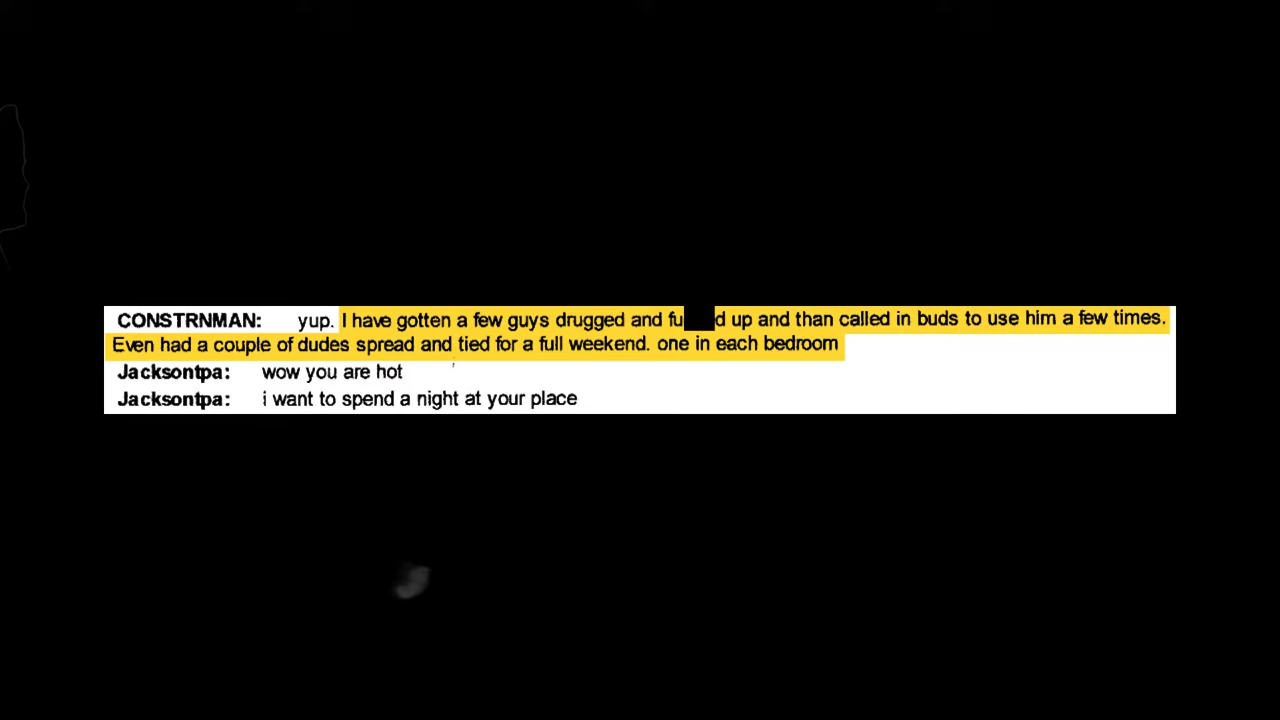 CONSTRNMAN: yup. I have gotten a few guys drugged and fu d up and than called in buds to use him a few times.
Even had a couple of dudes spread and tied for a full weekend. one in each bedroom
Jacksontpa: wow you are hot
Jacksontpa: i want to spend a night at your place